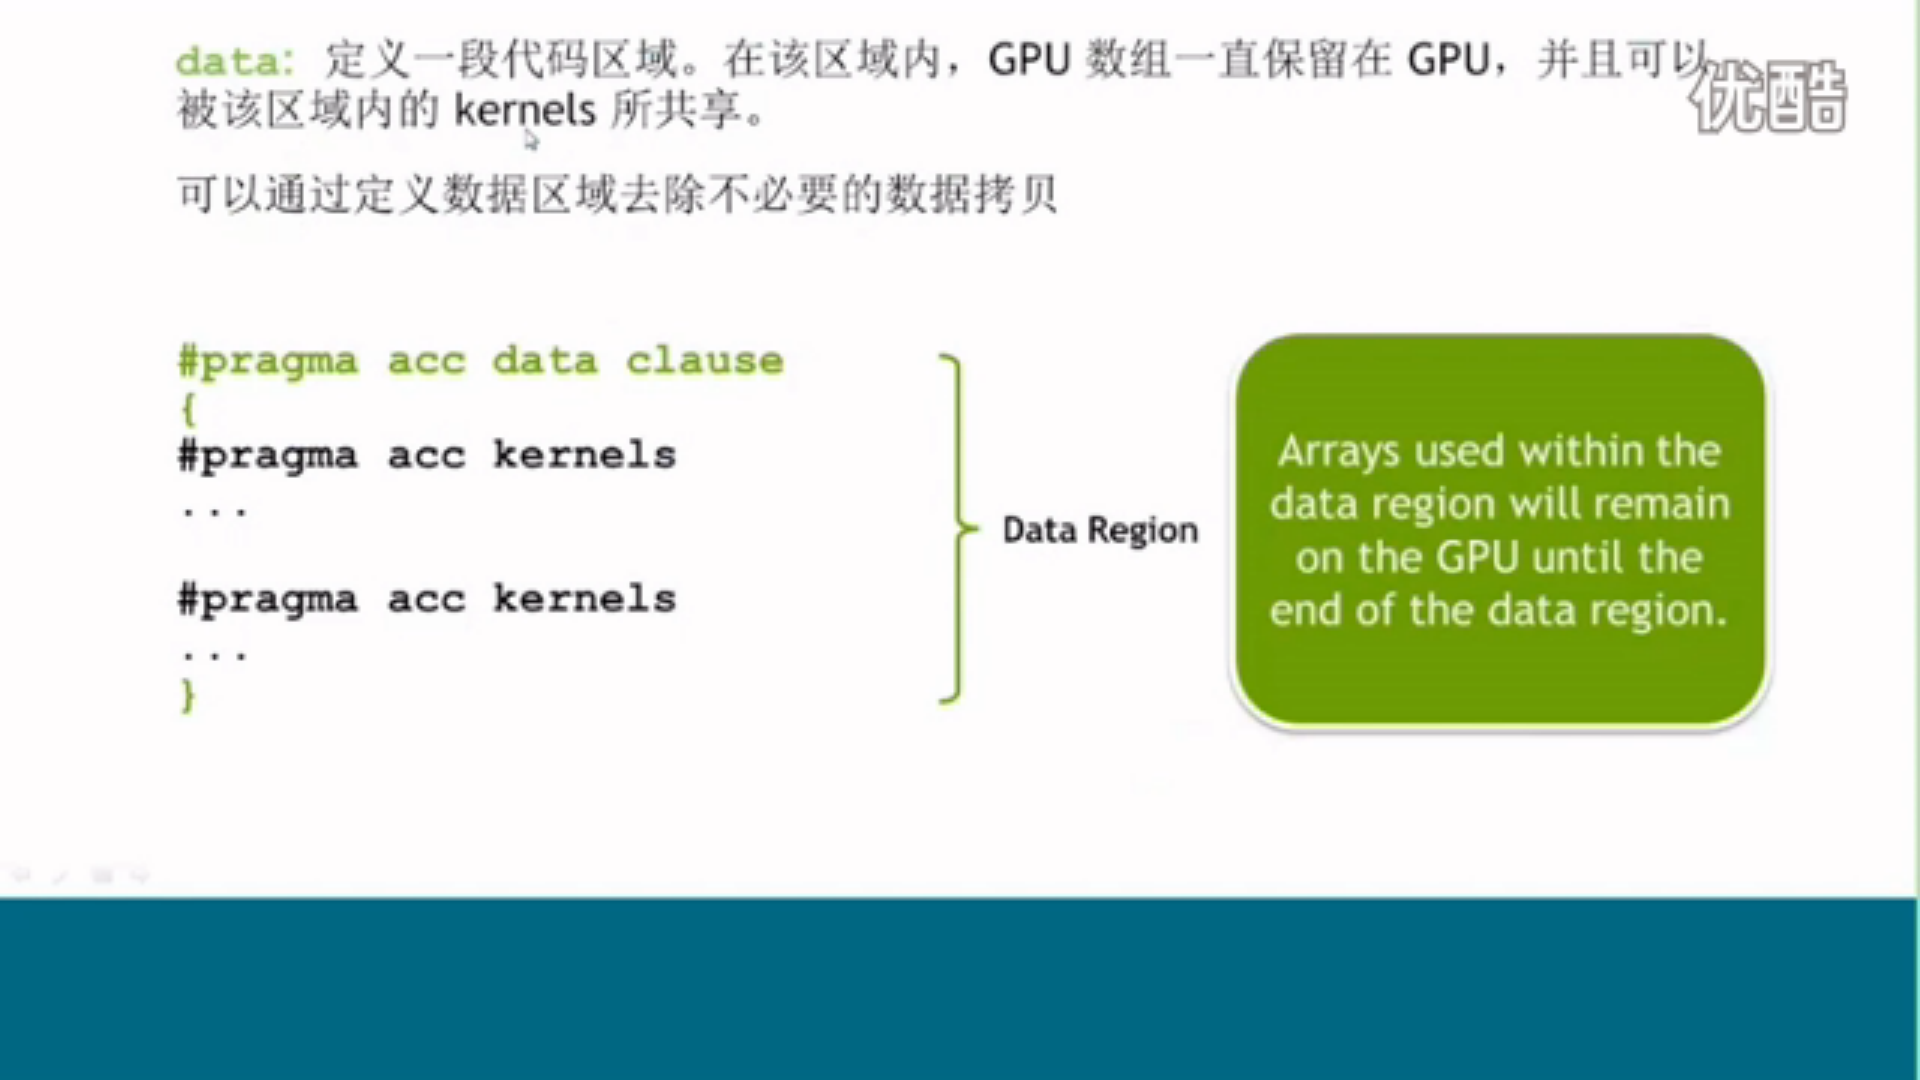 data: 定义一段代码区域。在该区域内，GPU 数组一直保留在 GPU，并且可以
被该区域内的 kernels 所共享。
优酷
可以通过定义数据区域去除不必要的数据拷贝
#pragma acc data clause
{
#pragma acc kernels
...
#pragma acc kernels
...
}
Data Region
Arrays used within the
data region will remain
on the GPU until the
end of the data region.